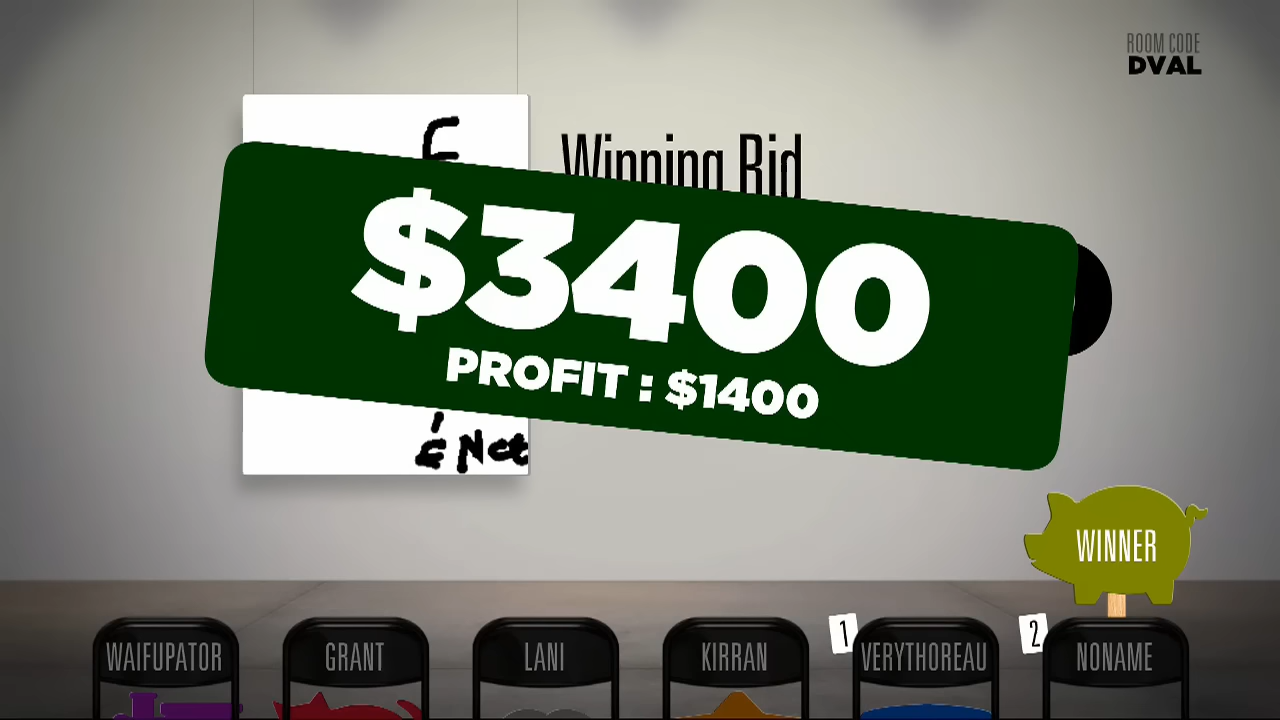 ROOM CODE
DVAL
Winning Bid
$3400
PROFIT : $1400
WINNER
1
2
WAIFUPATOR
GRANT
LANI
KIRRAN
VERYTHOREAU
NONAME